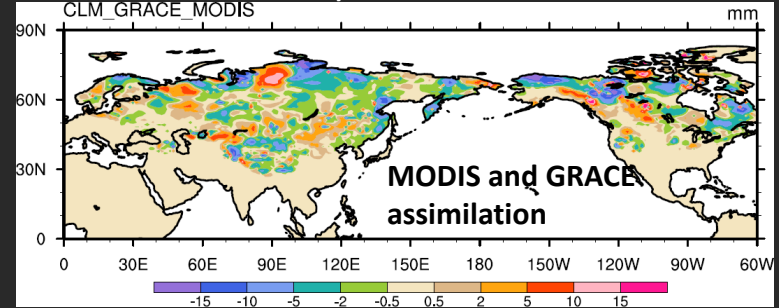 CLM_GRACE_MODIS mm
90N
60N
30N
0
MODIS and GRACE
assimilation
0 30E 60E 90E 120E 150E 180 150W 120W 90W 60W
-15 -10 -5 -2 -0.5 0.5 2 5 10 15